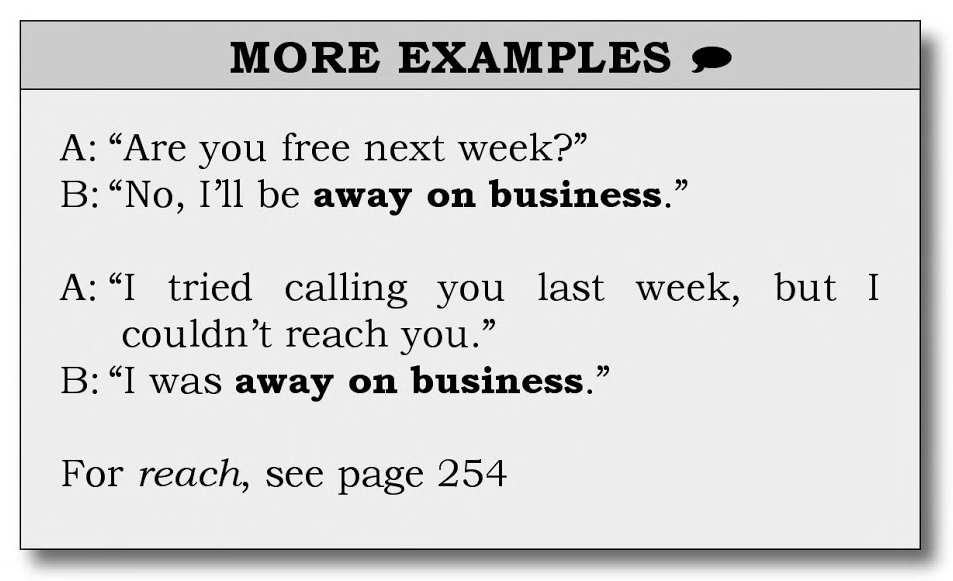 MORE EXAMPLES
A: “Are you free next week?”
B: “No, I’ll be away on business.”
A: “I tried calling you last week, but I
couldn’t reach you.”
B: “I was away on business.”
For reach, see page 254